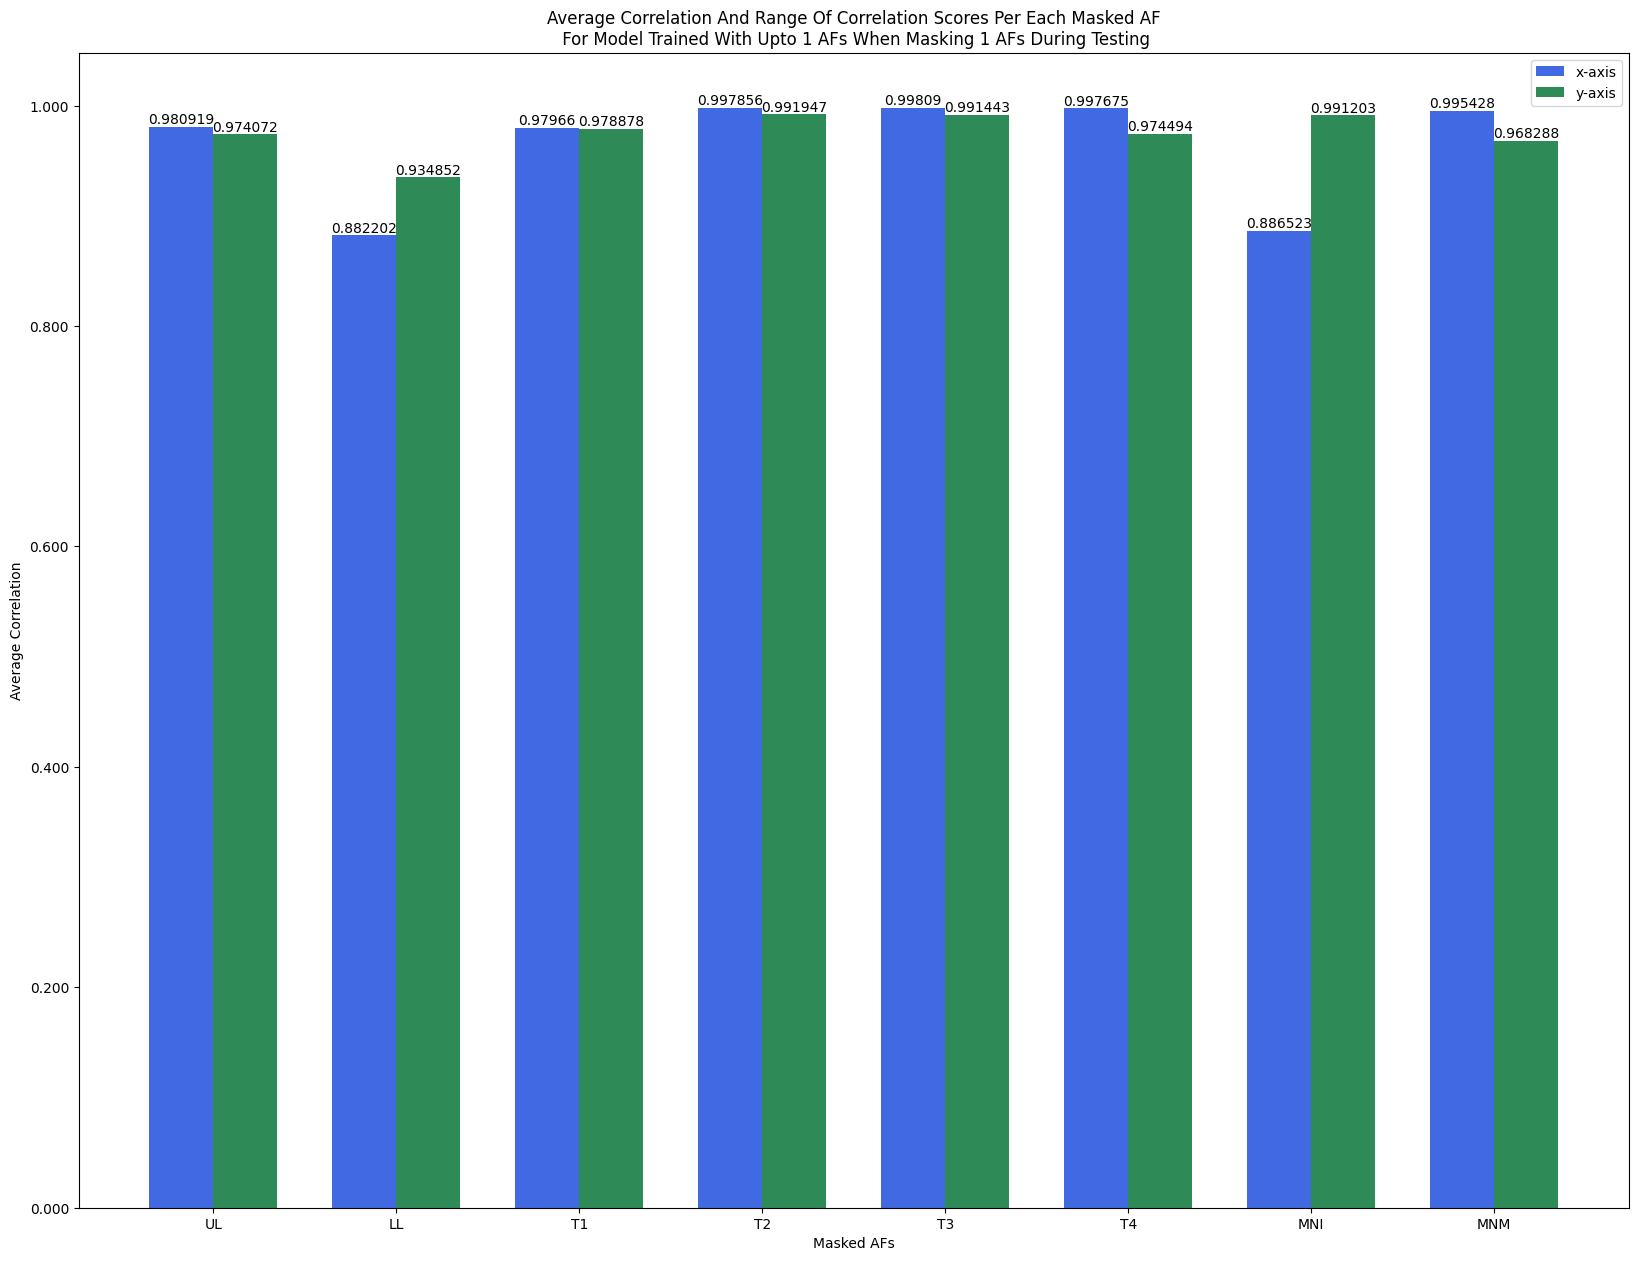 Average Correlation And Range Of Correlation Scores Per Each Masked AF
For Model Trained With Upto 1 AFs When Masking 1 AFs During Testing
x-axis
y-axis
1.000
0.800
0.600
0.400
0.200
0.000
Average Correlation
0.980919
0.974072
0.882202
0.934852
0.97966
0.978878
0.997856
0.991947
0.99809
0.991443
0.997675
0.974494
0.886523
0.991203
0.995428
0.968288
UL
LL
T1
T2
T3
T4
MNI
MNM
Masked AFs